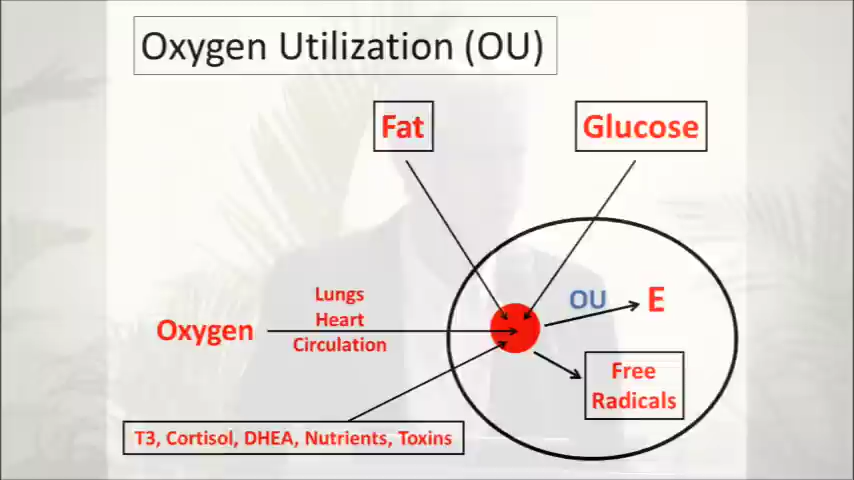 Oxygen Utilization (OU)
Fat
Glucose
Lungs
Heart
Circulation
Oxygen
OU
E
Free
Radicals
T3, Cortisol, DHEA, Nutrients, Toxins